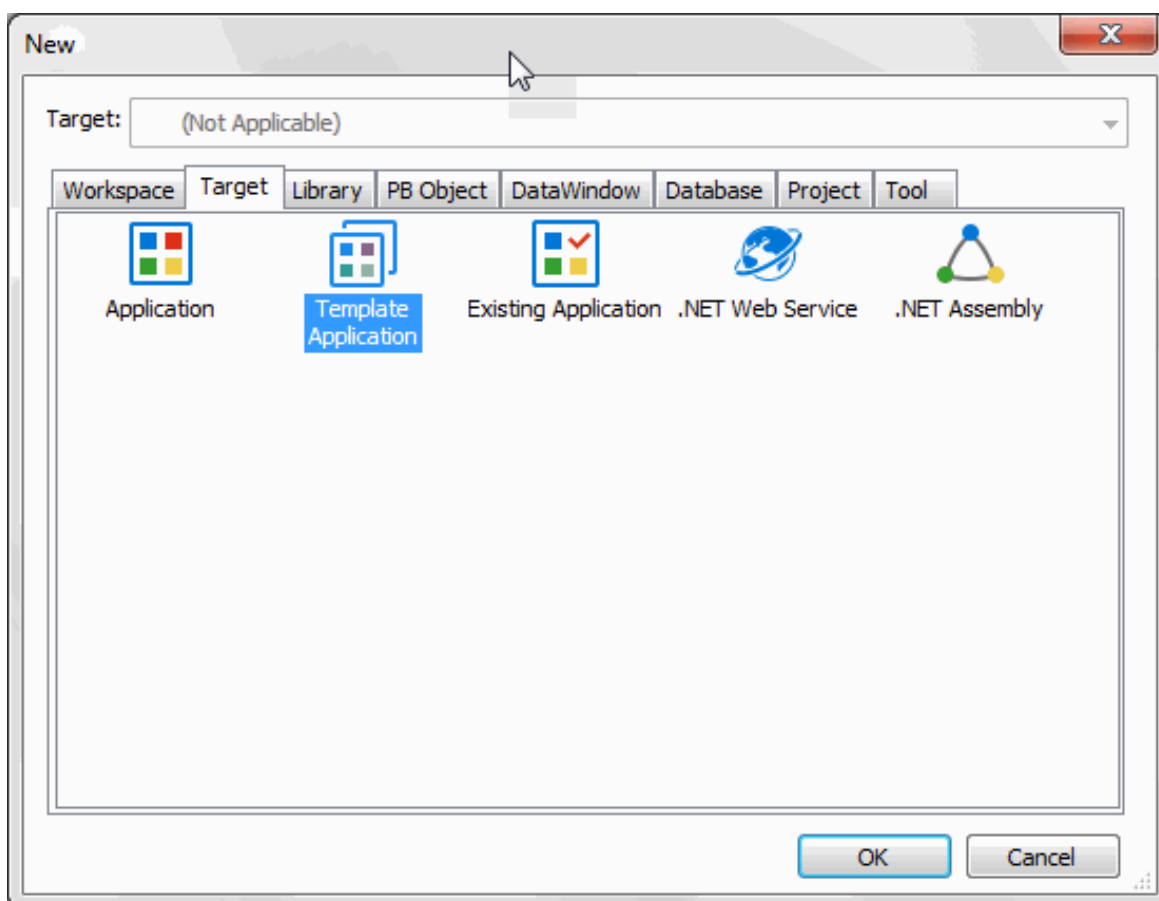 New
Target: (Not Applicable)
Workspace Target Library PB Object DataWindow Database Project Tool
Application Template Existing Application .NET Web Service .NET Assembly
Application
OK Cancel